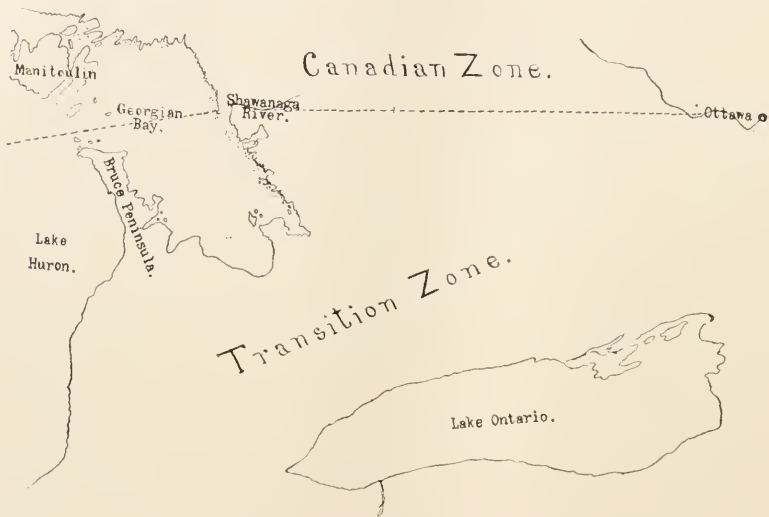 Canadian Zone.
Manitoulin
Shawanaga
River.
Georgian
Bay.
Ottawa
Bruce Peninsula.
Lake
Huron.
Transition Zone.
Lake Ontario.